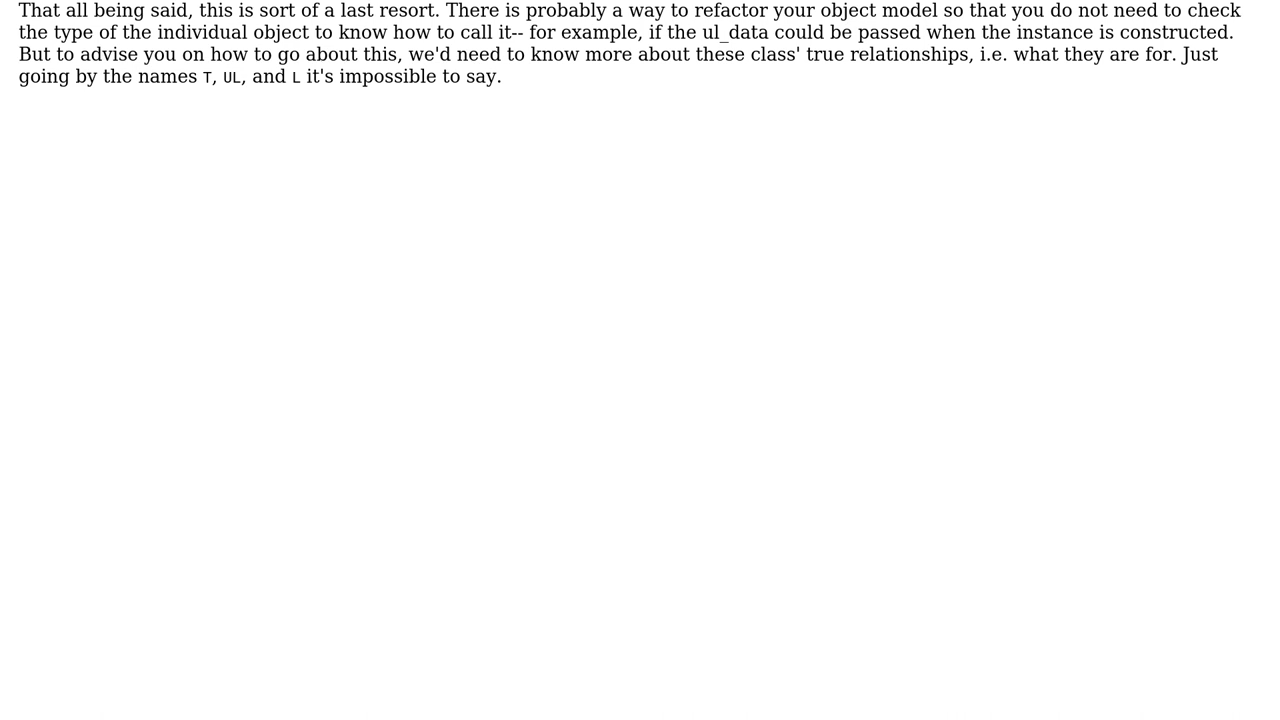 That all being said, this is sort of a last resort. There is probably a way to refactor your object model so that you do not need to check
the type of the individual object to know how to call it-- for example, if the ul_data could be passed when the instance is constructed.
But to advise you on how to go about this, we'd need to know more about these class' true relationships, i.e. what they are for. Just
going by the names T, UL, and L it's impossible to say.